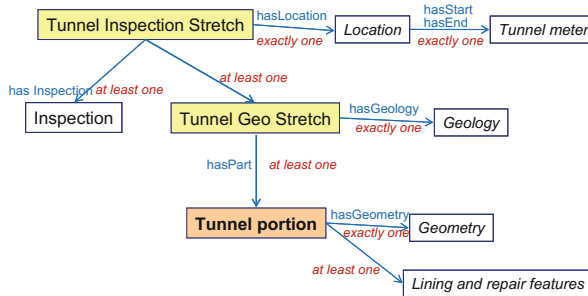 Tunnel Inspection Stretch
hasLocation
exactly one
Location
hasStart
hasEnd
exactly one
Tunnel meter
has Inspection
at least one
at least one
Inspection
Tunnel Geo Stretch
hasGeology
exactly one
Geology
hasPart
at least one
Tunnel portion
hasGeometry
exactly one
Geometry
at least one
Lining and repair features